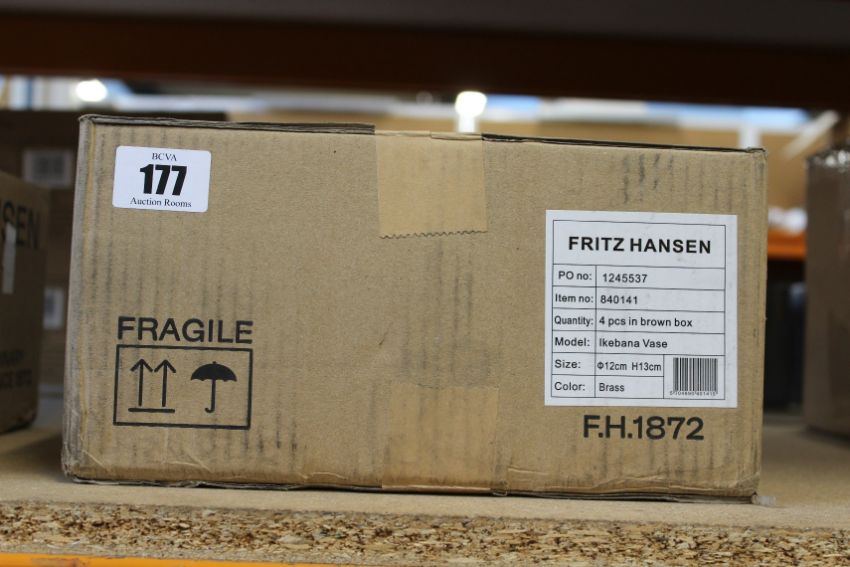 BCVA
177
Auction Rooms
FRAGILE
FRITZ HANSEN
PO no: 1245537
Item no: 840141
Quantity: 4 pcs in brown box
Model: Ikebana Vase
Size: Φ12cm H13cm
Color: Brass
F.H.1872